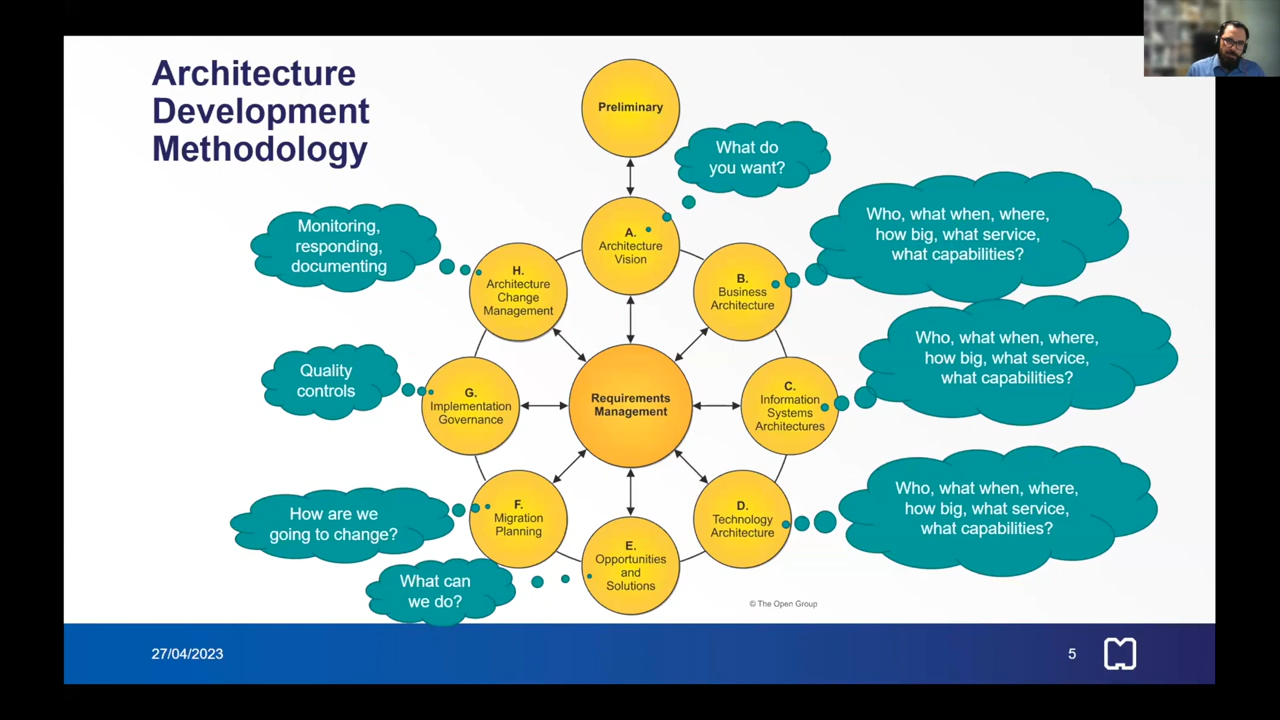 Architecture
Development
Methodology
Preliminary
What do
you want?
A.
Architecture
Vision
Who, what when, where,
how big, what service,
what capabilities?
B.
Business
Architecture
Who, what when, where,
how big, what service,
what capabilities?
C.
Information
Systems
Architectures
Who, what when, where,
how big, what service,
what capabilities?
D.
Technology
Architecture
E.
Opportunities
and
Solutions
What can
we do?
F.
Migration
Planning
How are we
going to change?
G.
Implementation
Governance
Quality
controls
H.
Architecture
Change
Management
Monitoring,
responding,
documenting
Requirements
Management
© The Open Group
27/04/2023
5